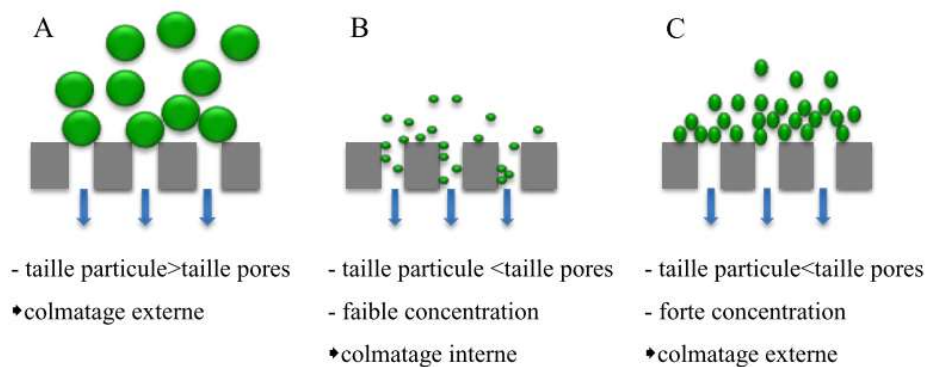 A
B
C
- taille particule>taille pores
➧colmatage externe
- taille particule <taille pores
- faible concentration
➧colmatage interne
- taille particule<taille pores
- forte concentration
➧colmatage externe